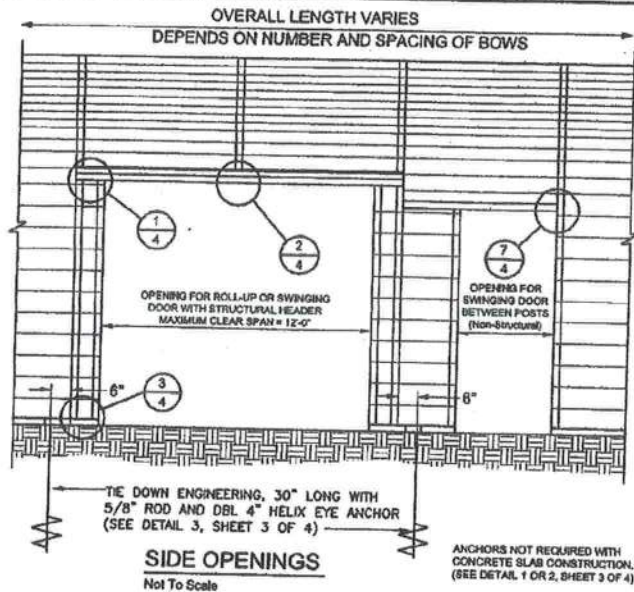 OVERALL LENGTH VARIES
DEPENDS ON NUMBER AND SPACING OF BOWS
1
4
2
4
7
4
OPENING FOR ROLL-UP OR SWINGING
DOOR WITH STRUCTURAL HEADER
MAXIMUM CLEAR SPAN = 12'-0"
OPENING FOR
SWINGING DOOR
BETWEEN POSTS
(Non-Structural)
6"
3
4
6"
TIE DOWN ENGINEERING, 30" LONG WITH
5/8" ROD AND DBL 4" HELIX EYE ANCHOR
(SEE DETAIL 3, SHEET 3 OF 4)
SIDE OPENINGS
Not To Scale
ANCHORS NOT REQUIRED WITH
CONCRETE SLAB CONSTRUCTION.
(SEE DETAIL 1 OR 2, SHEET 3 OF 4)